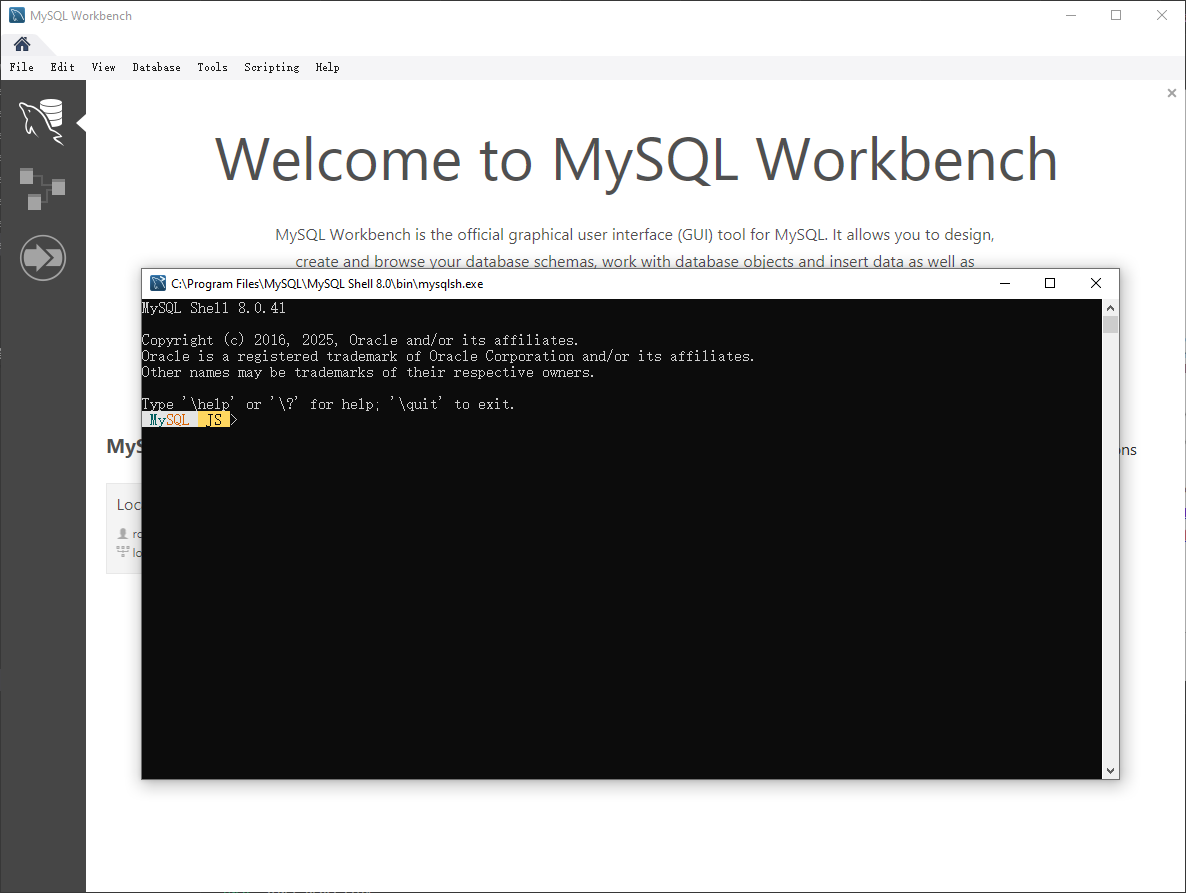 MySQL Workbench
File Edit View Database Tools Scripting Help
Welcome to MySQL Workbench
MySQL Workbench is the official graphical user interface (GUI) tool for MySQL. It allows you to design,
create and browse your database schemas, work with database objects and insert data as well as
C:\Program Files\MySQL\MySQL Shell 8.0\bin\mysqlsh.exe
MySQL Shell 8.0.41
Copyright (c) 2016, 2025, Oracle and/or its affiliates.
Oracle is a registered trademark of Oracle Corporation and/or its affiliates.
Other names may be trademarks of their respective owners.
Type '\help' or '\?' for help; '\quit' to exit.
MySQL JS >